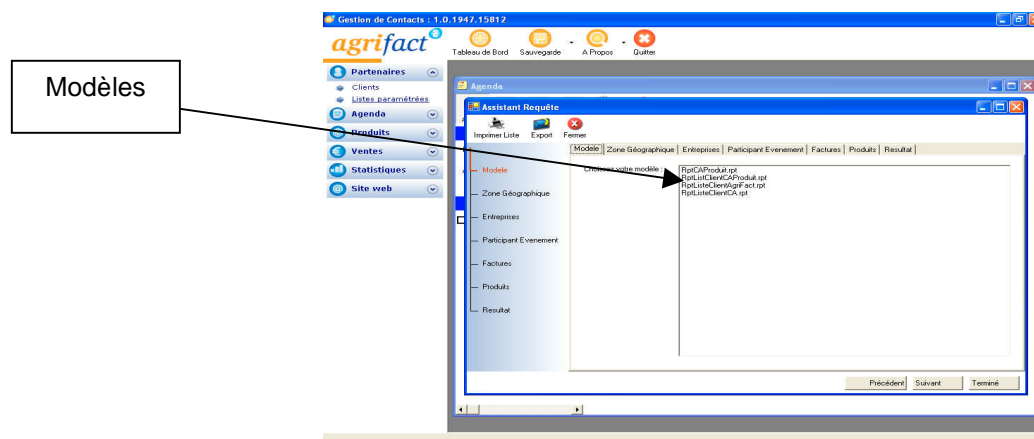 Modèles
Gestion de Contacts : 1.0.1947.15812
agrifact
Tableau de Bord Sauvegarde A Propos Quitter
Partenaires
Clients
Listes paramétrées
Agenda
Produits
Ventes
Statistiques
Site web
Agenda
Assistant Requête
Imprimer Liste Export Fermer
Modele Zone Géographique Entreprises Participant Evenement Factures Produits Resultat
Modele
Zone Géographique
Entreprises
Participant Evenement
Factures
Produits
Resultat
Choisissez votre modèle :
RptCAProduit.rpt
RptListClientCAProduit.rpt
RptListeClientAgriFact.rpt
RptListeClientCA.rpt
Précédent Suivant Terminé